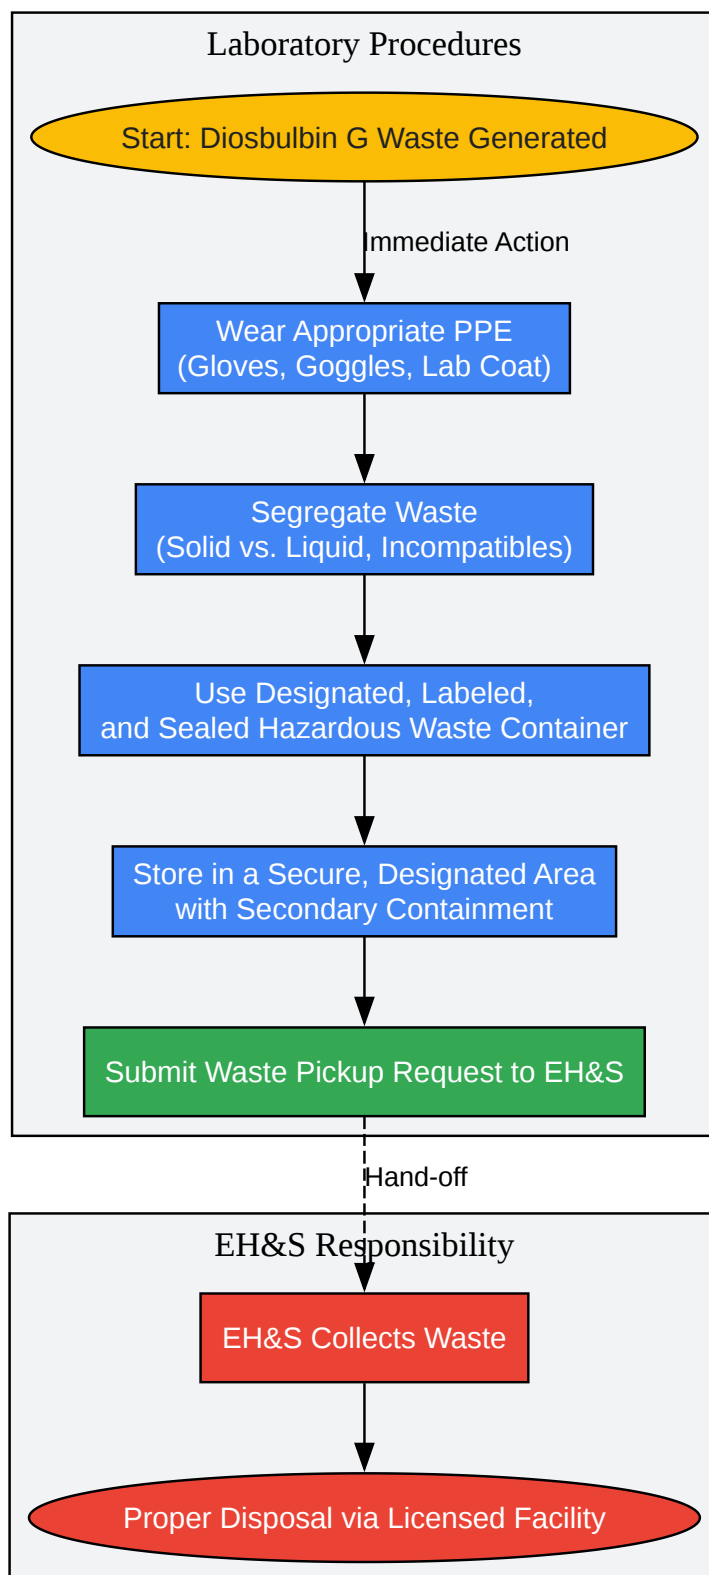 Laboratory Procedures
Start: Diosbulbin G Waste Generated
Immediate Action
Wear Appropriate PPE
(Gloves, Goggles, Lab Coat)
Segregate Waste
(Solid vs. Liquid, Incompatibles)
Use Designated, Labeled,
and Sealed Hazardous Waste Container
Store in a Secure, Designated Area
with Secondary Containment
Submit Waste Pickup Request to EH&S
Hand-off
EH&S Responsibility
EH&S Collects Waste
Proper Disposal via Licensed Facility